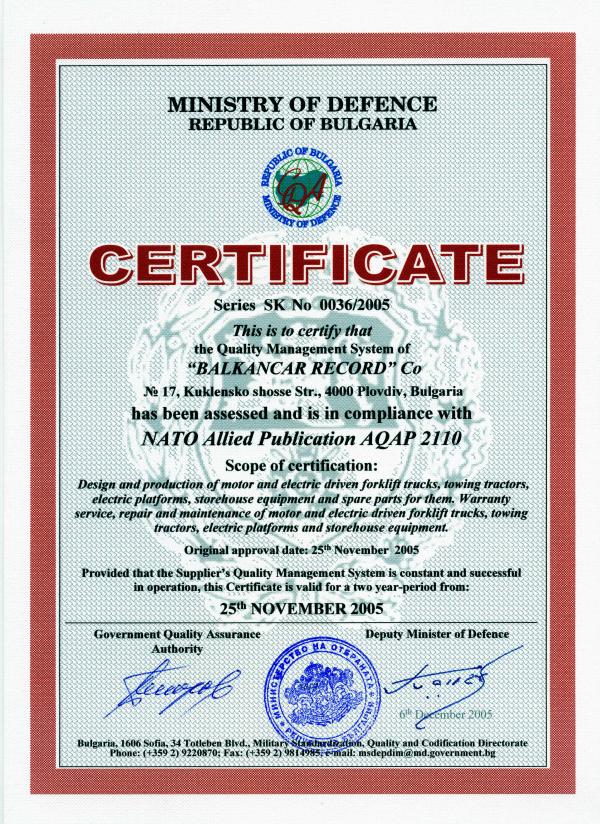 MINISTRY OF DEFENCE
REPUBLIC OF BULGARIA
REPUBLIC OF BULGARIA
CQA
MINISTRY OF DEFENCE
CERTIFICATE
Series SK No 0036/2005
This is to certify that
the Quality Management System of
“BALKANCAR RECORD” Co
№ 17, Kuklensko shosse Str., 4000 Plovdiv, Bulgaria
has been assessed and is in compliance with
NATO Allied Publication AQAP 2110
Scope of certification:
Design and production of motor and electric driven forklift trucks, towing tractors,
electric platforms, storehouse equipment and spare parts for them. Warranty
service, repair and maintenance of motor and electric driven forklift trucks, towing
tractors, electric platforms and storehouse equipment.
Original approval date: 25th November 2005
Provided that the Supplier's Quality Management System is constant and successful
in operation, this Certificate is valid for a two year-period from:
25th NOVEMBER 2005
Government Quality Assurance
Authority
Deputy Minister of Defence
МИНИСТЕРСТВО НА ОТБРАНАТА
6th December 2005
Bulgaria, 1606 Sofia, 34 Totleben Blvd., Military Standardization, Quality and Codification Directorate
Phone: (+359 2) 9220870; Fax: (+359 2) 9814985, e-mail: msdepdim@md.government.bg